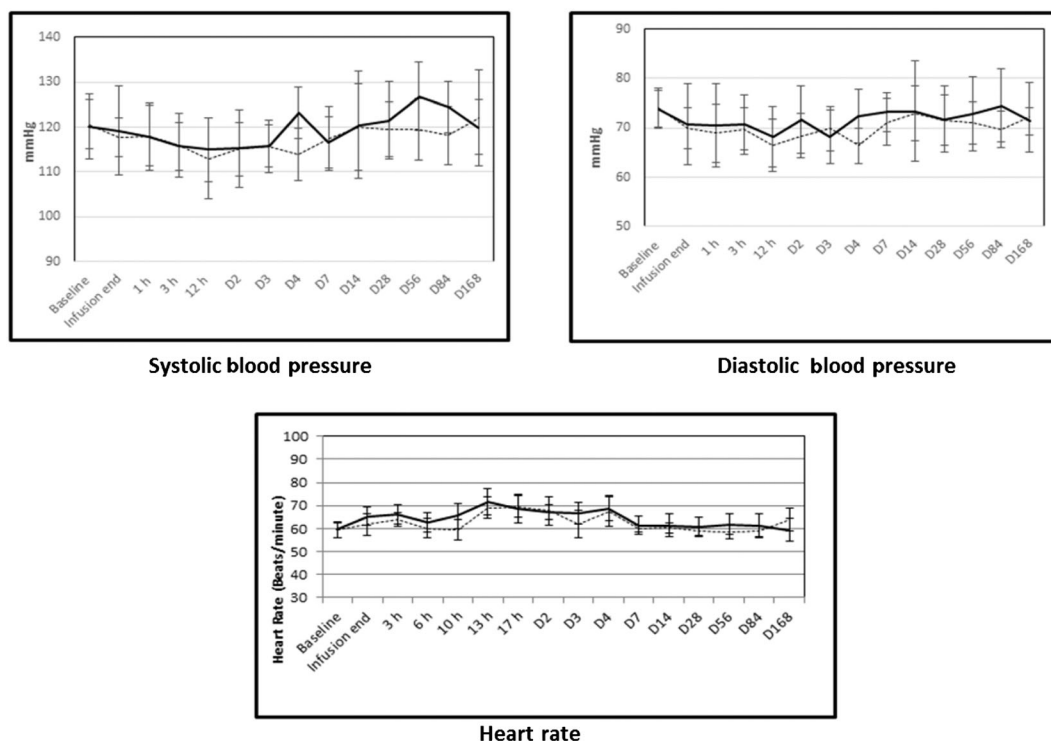 140
130
120
110
100
90
mmHg
Baseline
Infusion end
1 h
3 h
12 h
D2
D3
D4
D7
D14
D28
D56
D84
D168
Systolic blood pressure
90
80
70
60
50
mmHg
Baseline
Infusion end
1 h
3 h
12 h
D2
D3
D4
D7
D14
D28
D56
D84
D168
Diastolic blood pressure
100
90
80
70
60
50
40
30
Heart Rate (Beats/minute)
Baseline
Infusion end
3 h
6 h
10 h
13 h
17 h
D2
D3
D4
D7
D14
D28
D56
D84
D168
Heart rate